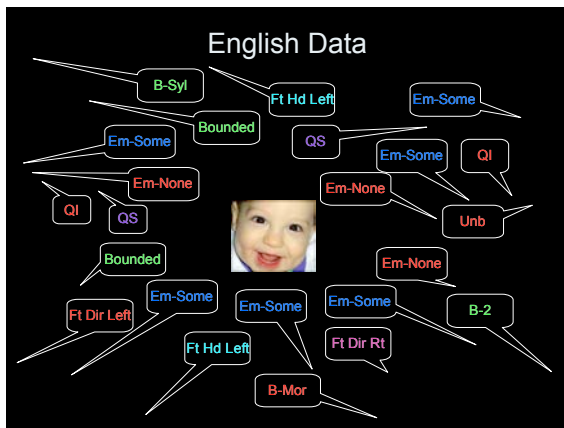 English Data
B-Syl
Ft Hd Left
Em-Some
Bounded
Em-Some
QS
Em-Some
QI
Em-None
Em-None
QI
QS
Unb
Bounded
Em-None
Em-Some
Em-Some
Em-Some
B-2
Ft Dir Left
Ft Hd Left
Ft Dir Rt
B-Mor